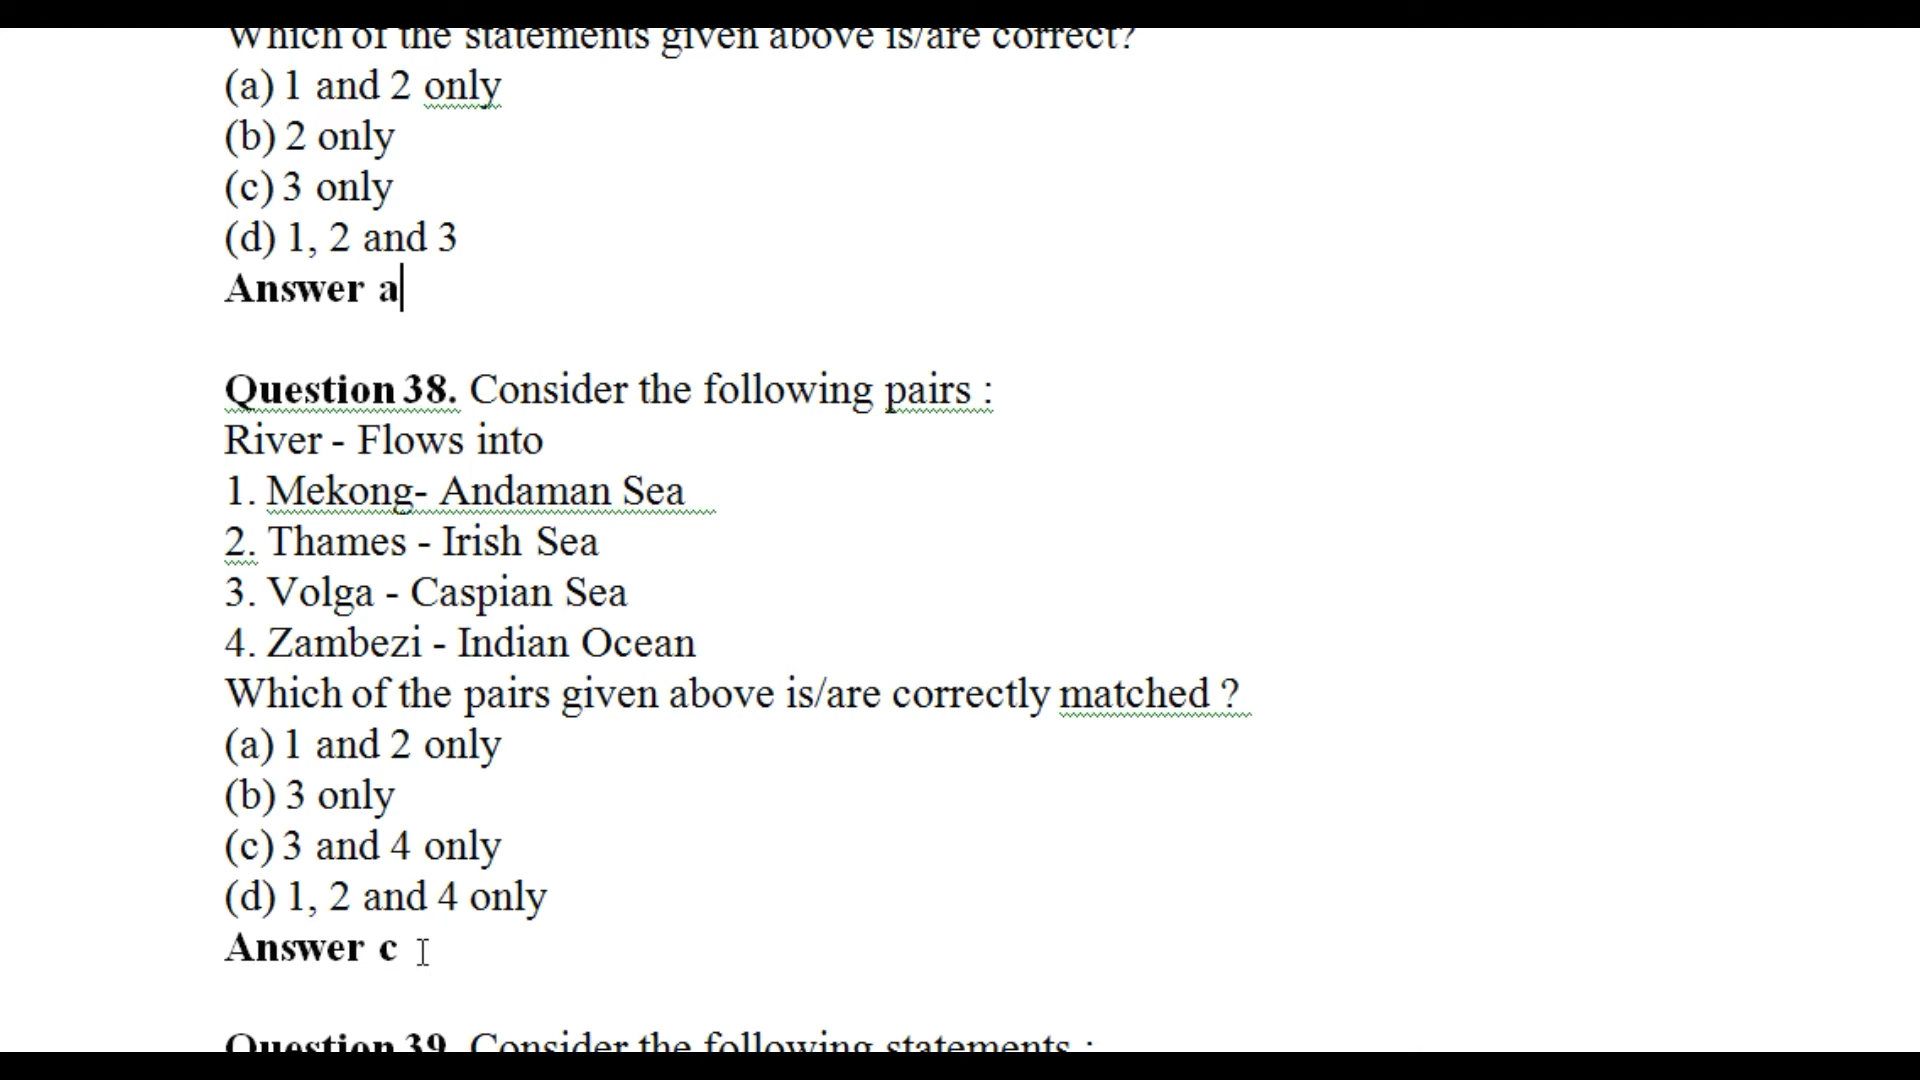 Which of the statements given above is/are correct?
(a) 1 and 2 only
(b) 2 only
(c) 3 only
(d) 1, 2 and 3
Answer a
Question 38. Consider the following pairs :
River - Flows into
1. Mekong- Andaman Sea
2. Thames - Irish Sea
3. Volga - Caspian Sea
4. Zambezi - Indian Ocean
Which of the pairs given above is/are correctly matched ?
(a) 1 and 2 only
(b) 3 only
(c) 3 and 4 only
(d) 1, 2 and 4 only
Answer c
Question 39. Consider the following statements :